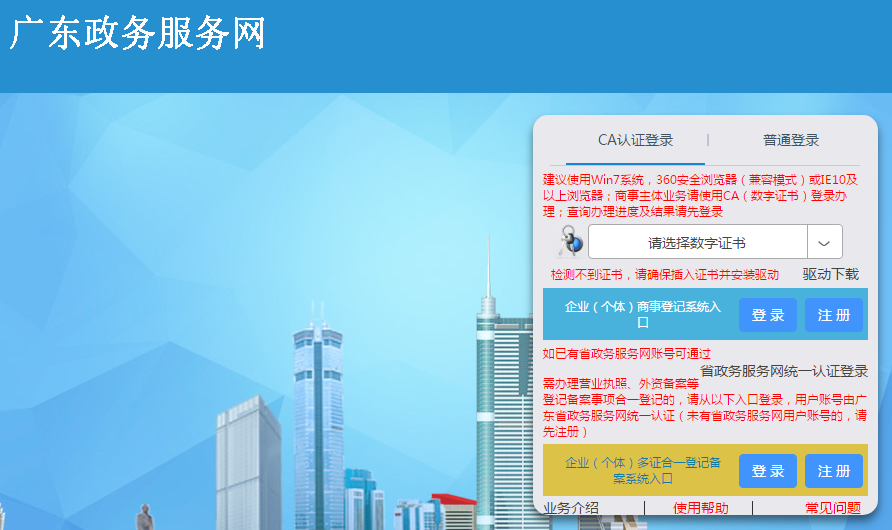 广东政务服务网
CA认证登录 | 普通登录
建议使用Win7系统，360安全浏览器（兼容模式）或IE10及
以上浏览器；商事主体业务请使用CA（数字证书）登录办
理；查询办理进度及结果请先登录
请选择数字证书
检测不到证书，请确保插入证书并安装驱动 驱动下载
企业（个体）商事登记系统入
口
登 录 注 册
如已有省政务服务网账号可通过
省政务服务网统一认证登录
需办理营业执照、外资备案等
登记备案事项合一登记的，请从以下入口登录，用户账号由广
东省政务服务网统一认证（未有省政务服务网用户账号的，请
先注册）
企业（个体）多证合一登记备
案系统入口
登 录 注 册
业务介绍 | 使用帮助 | 常见问题